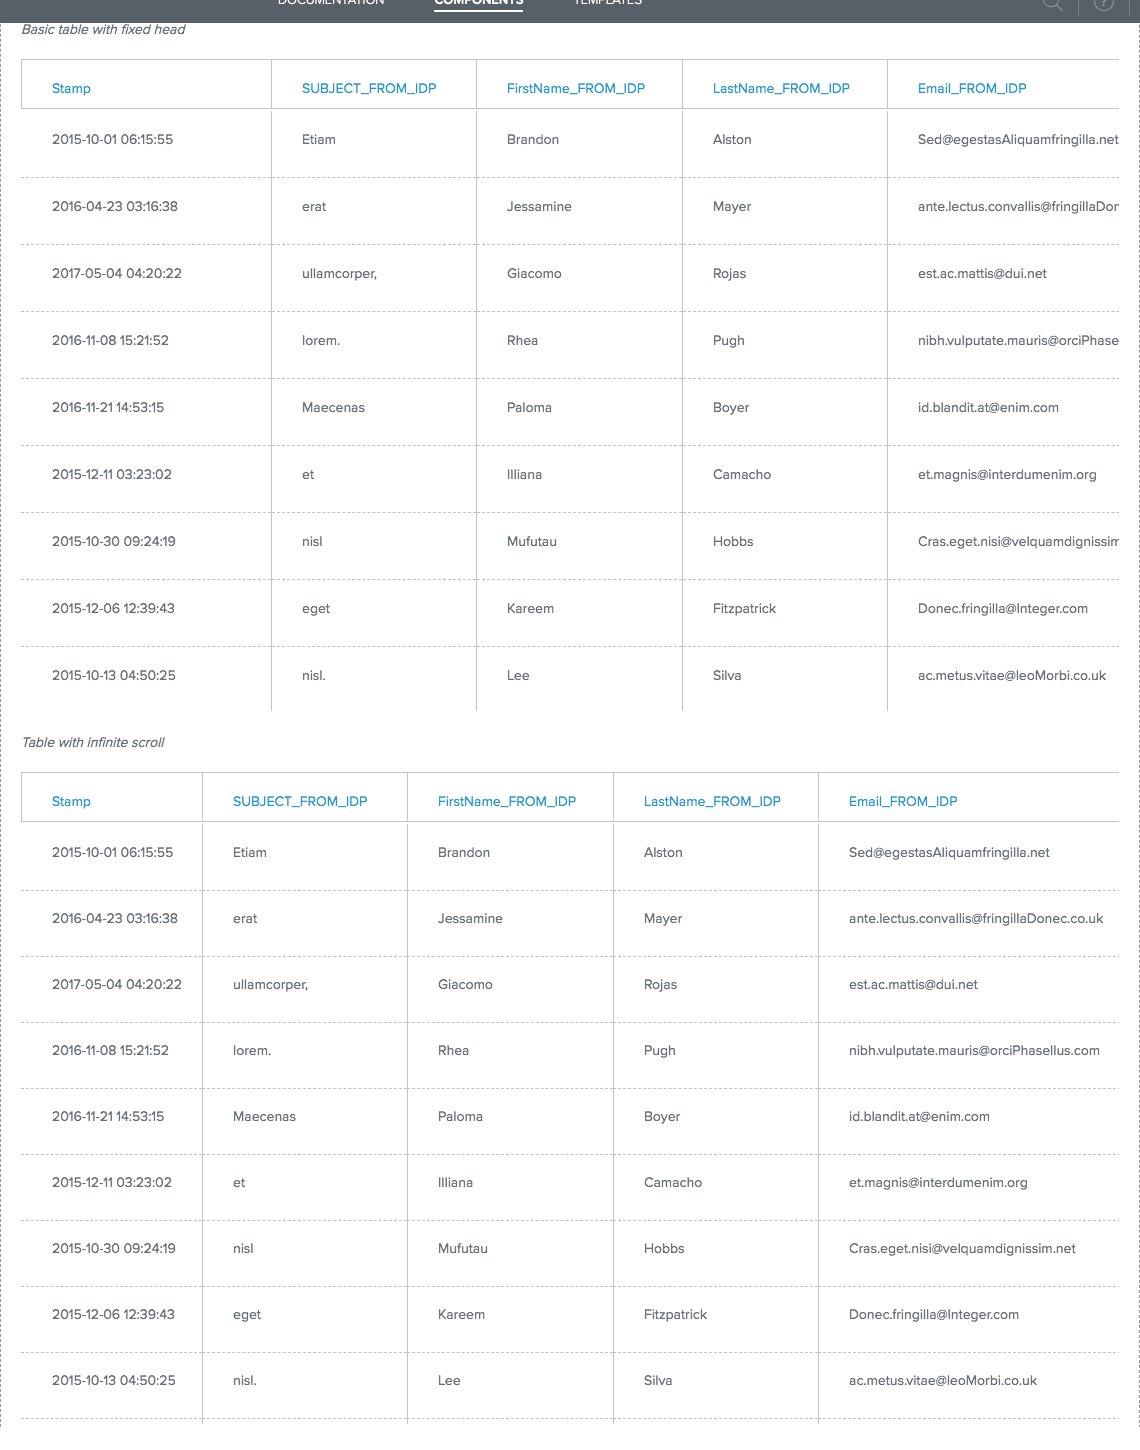 DOCUMENTATION COMPONENTS TEMPLATES
Basic table with fixed head
Stamp SUBJECT_FROM_IDP FirstName_FROM_IDP LastName_FROM_IDP Email_FROM_IDP
2015-10-01 06:15:55 Etiam Brandon Alston Sed@egestasAliquamfringilla.net
2016-04-23 03:16:38 erat Jessamine Mayer ante.lectus.convallis@fringillaDon
2017-05-04 04:20:22 ullamcorper, Giacomo Rojas est.ac.mattis@dui.net
2016-11-08 15:21:52 lorem. Rhea Pugh nibh.vulputate.mauris@orciPhase
2016-11-21 14:53:15 Maecenas Paloma Boyer id.blandit.at@enim.com
2015-12-11 03:23:02 et Illiana Camacho et.magnis@interdumenim.org
2015-10-30 09:24:19 nisl Mufutau Hobbs Cras.eget.nisi@velquamdignissim
2015-12-06 12:39:43 eget Kareem Fitzpatrick Donec.fringilla@Integer.com
2015-10-13 04:50:25 nisl. Lee Silva ac.metus.vitae@leoMorbi.co.uk
Table with infinite scroll
Stamp SUBJECT_FROM_IDP FirstName_FROM_IDP LastName_FROM_IDP Email_FROM_IDP
2015-10-01 06:15:55 Etiam Brandon Alston Sed@egestasAliquamfringilla.net
2016-04-23 03:16:38 erat Jessamine Mayer ante.lectus.convallis@fringillaDonec.co.uk
2017-05-04 04:20:22 ullamcorper, Giacomo Rojas est.ac.mattis@dui.net
2016-11-08 15:21:52 lorem. Rhea Pugh nibh.vulputate.mauris@orciPhasellus.com
2016-11-21 14:53:15 Maecenas Paloma Boyer id.blandit.at@enim.com
2015-12-11 03:23:02 et Illiana Camacho et.magnis@interdumenim.org
2015-10-30 09:24:19 nisl Mufutau Hobbs Cras.eget.nisi@velquamdignissim.net
2015-12-06 12:39:43 eget Kareem Fitzpatrick Donec.fringilla@Integer.com
2015-10-13 04:50:25 nisl. Lee Silva ac.metus.vitae@leoMorbi.co.uk